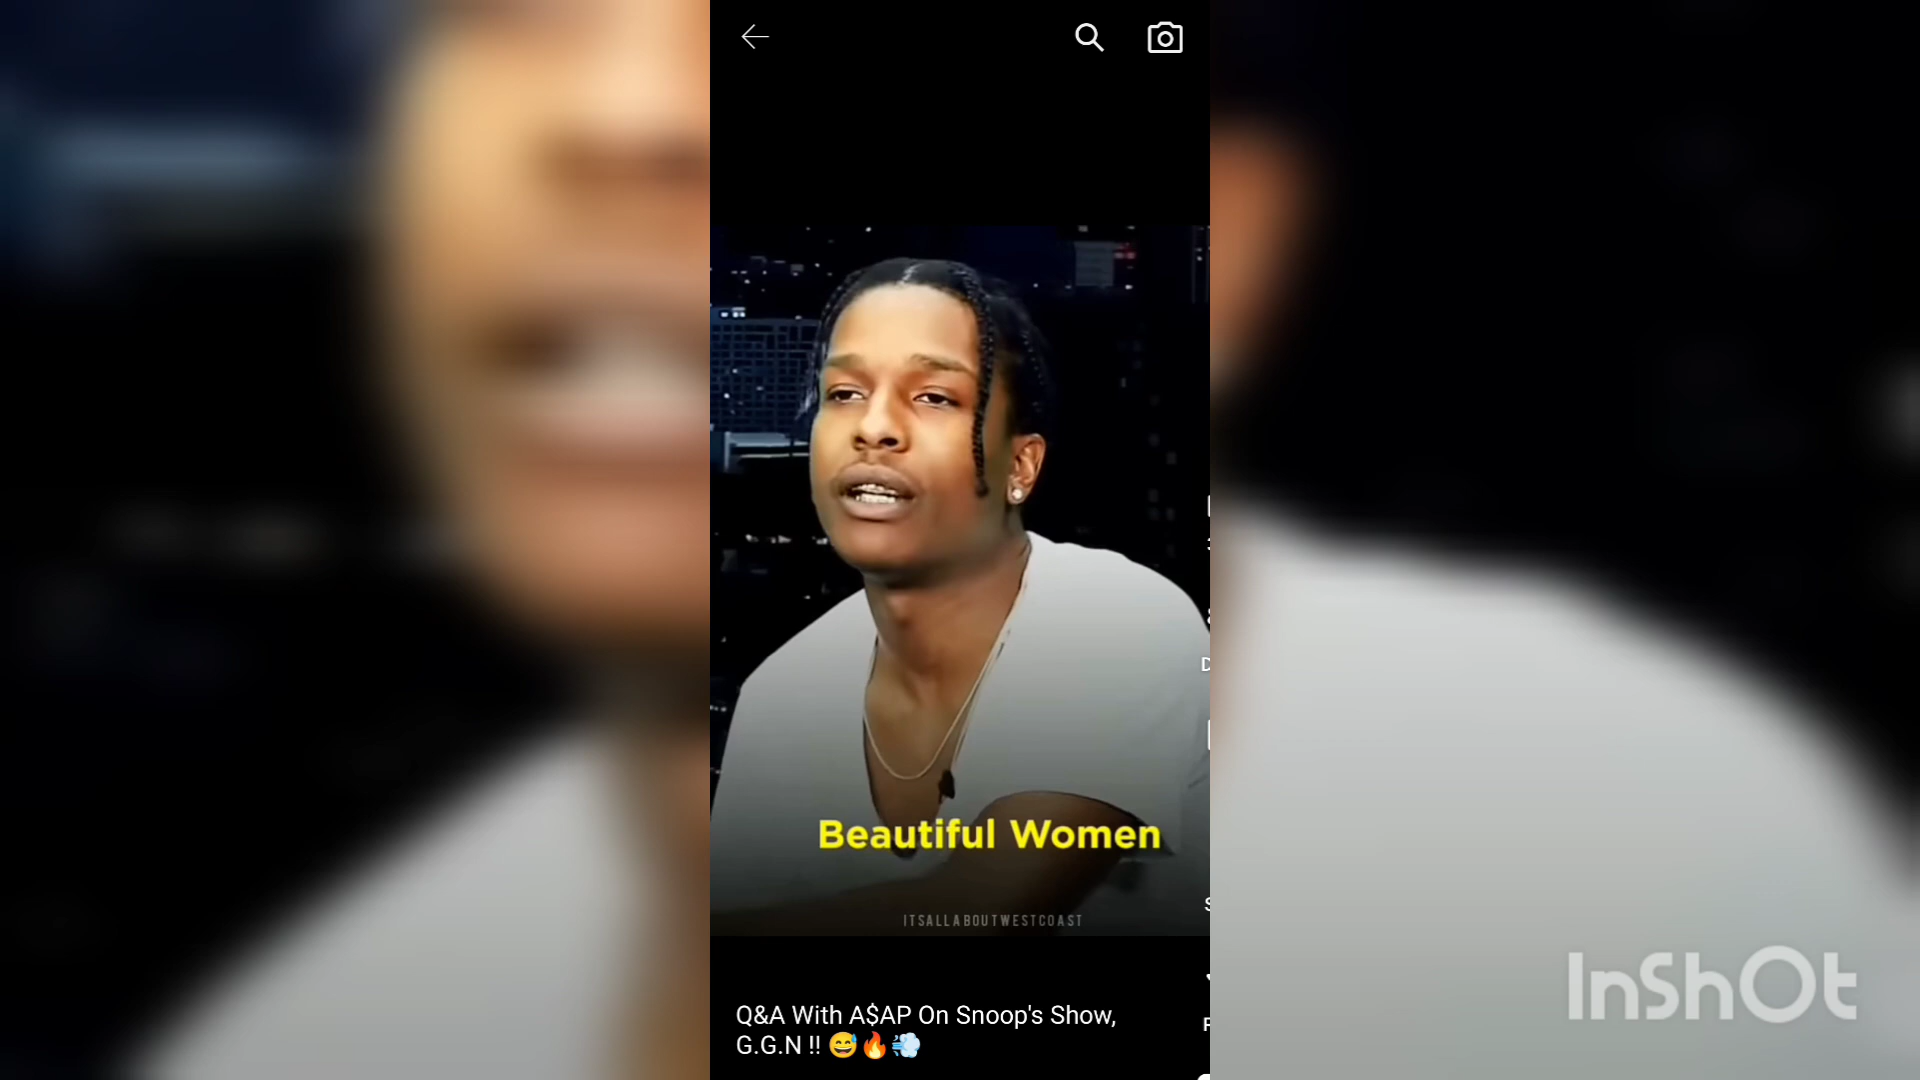 Beautiful Women
ITSALLABOUTWESTCOAST
Q&A With A$AP On Snoop's Show,
G.G.N !! 😅🔥💨
InShOt